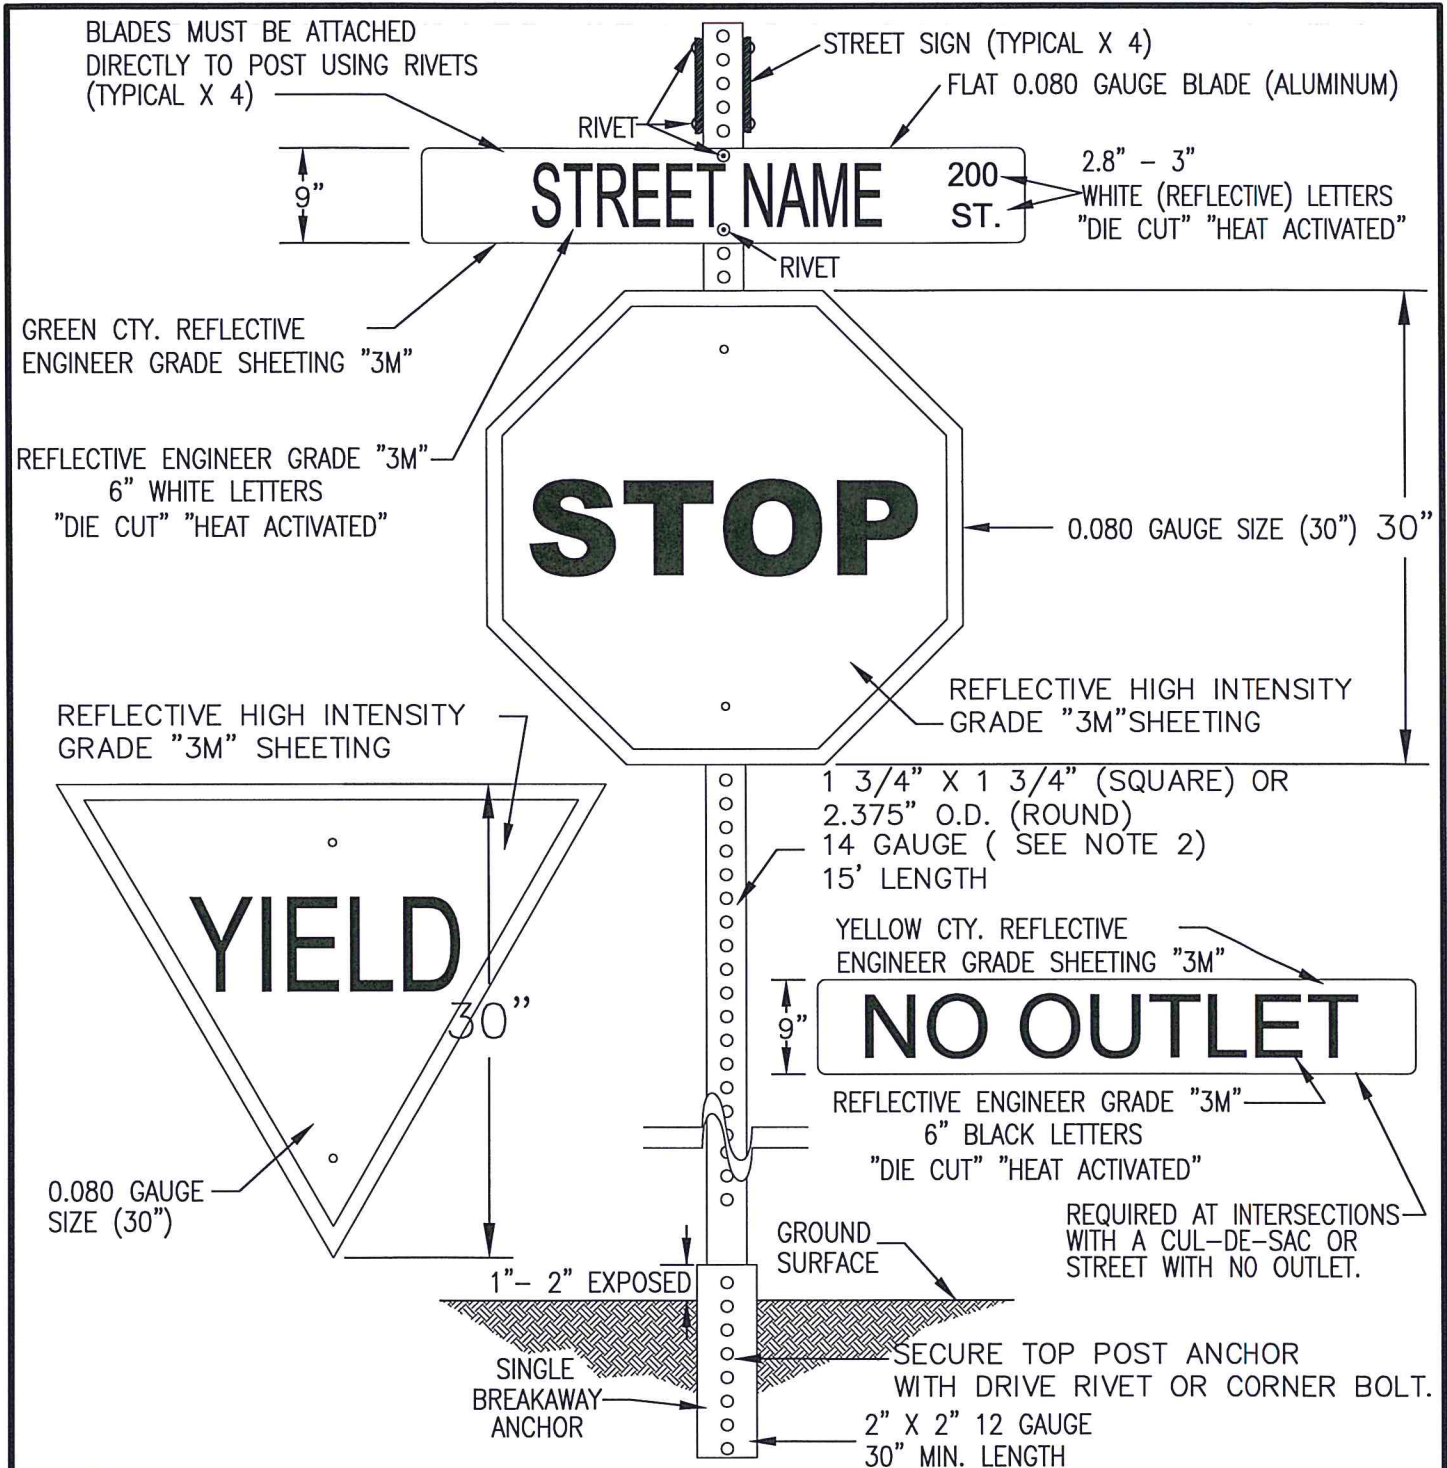 BLADES MUST BE ATTACHED
DIRECTLY TO POST USING RIVETS
(TYPICAL X 4)
STREET SIGN (TYPICAL X 4)
FLAT 0.080 GAUGE BLADE (ALUMINUM)
RIVET
9"
STREET NAME
200
ST.
2.8" - 3"
WHITE (REFLECTIVE) LETTERS
"DIE CUT" "HEAT ACTIVATED"
RIVET
GREEN CTY. REFLECTIVE
ENGINEER GRADE SHEETING "3M"
REFLECTIVE ENGINEER GRADE "3M"
6" WHITE LETTERS
"DIE CUT" "HEAT ACTIVATED"
STOP
0.080 GAUGE SIZE (30") 30"
REFLECTIVE HIGH INTENSITY
GRADE "3M"SHEETING
REFLECTIVE HIGH INTENSITY
GRADE "3M" SHEETING
YIELD
30"
0.080 GAUGE
SIZE (30")
1 3/4" X 1 3/4" (SQUARE) OR
2.375" O.D. (ROUND)
14 GAUGE ( SEE NOTE 2)
15' LENGTH
YELLOW CTY. REFLECTIVE
ENGINEER GRADE SHEETING "3M"
9"
NO OUTLET
REFLECTIVE ENGINEER GRADE "3M"
6" BLACK LETTERS
"DIE CUT" "HEAT ACTIVATED"
REQUIRED AT INTERSECTIONS
WITH A CUL-DE-SAC OR
STREET WITH NO OUTLET.
GROUND
SURFACE
1"- 2" EXPOSED
SINGLE
BREAKAWAY
ANCHOR
SECURE TOP POST ANCHOR
WITH DRIVE RIVET OR CORNER BOLT.
2" X 2" 12 GAUGE
30" MIN. LENGTH